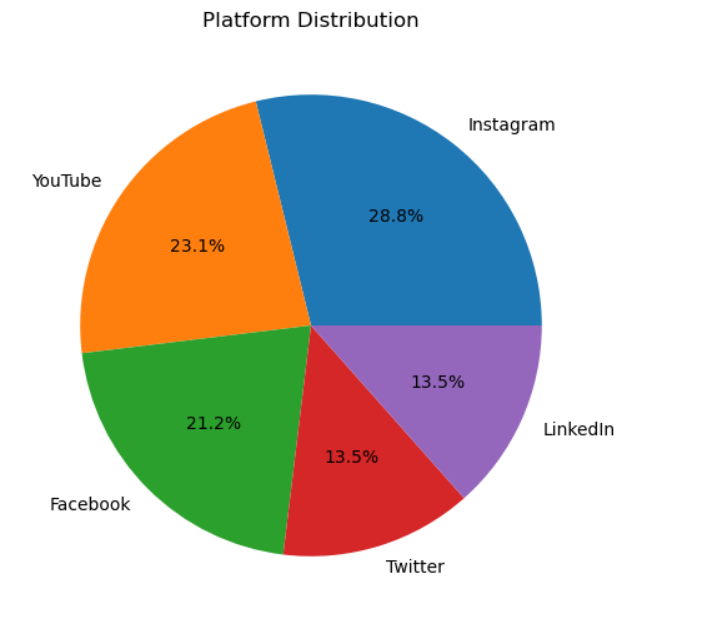 Platform Distribution
Instagram
28.8%
YouTube
23.1%
Facebook
21.2%
Twitter
13.5%
LinkedIn
13.5%